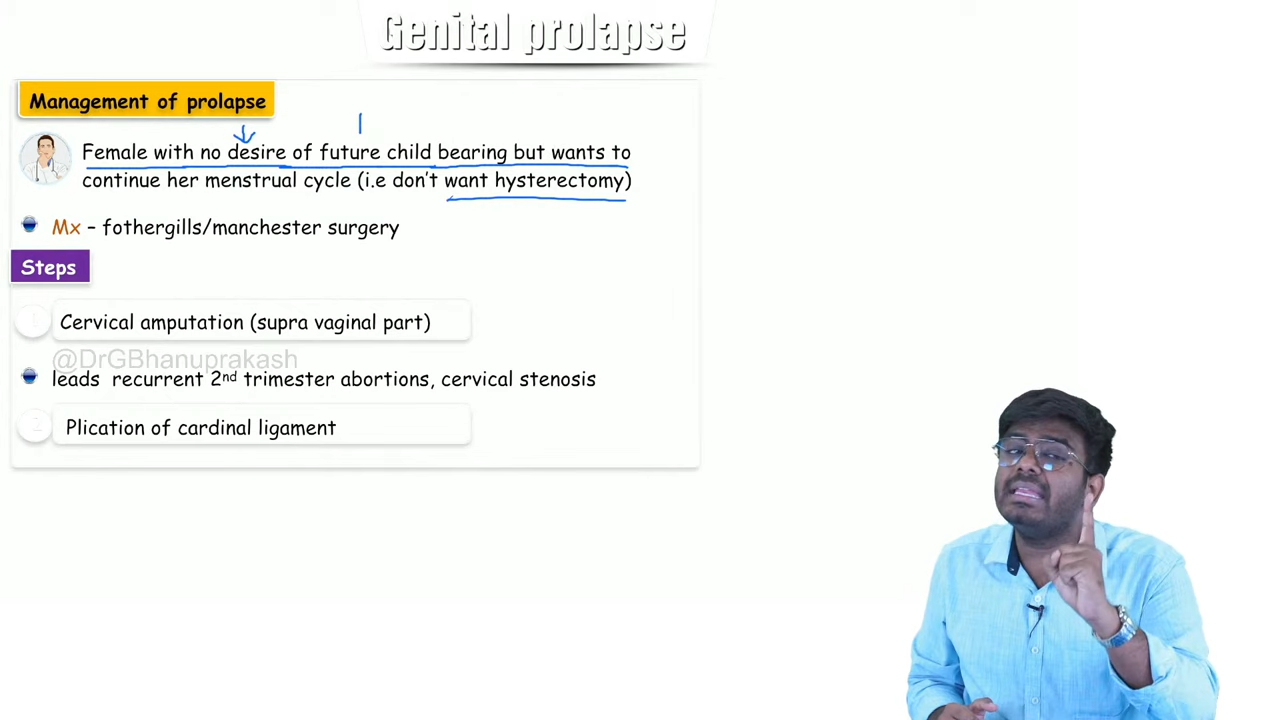 Genital prolapse
Management of prolapse
Female with no desire of future child bearing but wants to
continue her menstrual cycle (i.e don't want hysterectomy)
Mx – fothergills/manchester surgery
Steps
1
Cervical amputation (supra vaginal part)
@DrGBhanuprakash
leads recurrent 2nd trimester abortions, cervical stenosis
2
Plication of cardinal ligament